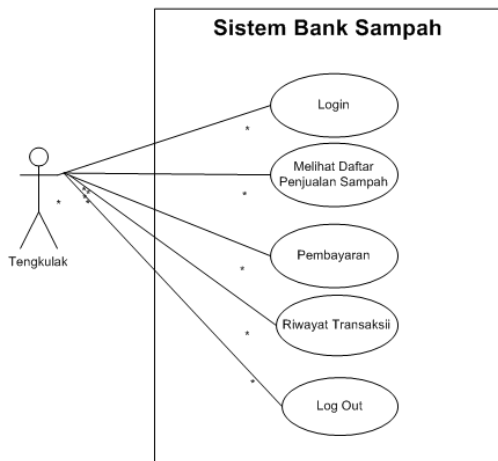 Sistem Bank Sampah
Login
*
Melihat Daftar
Penjualan Sampah
*
*
*
*
*
Tengkulak
Pembayaran
*
Riwayat Transaksii
*
*
Log Out